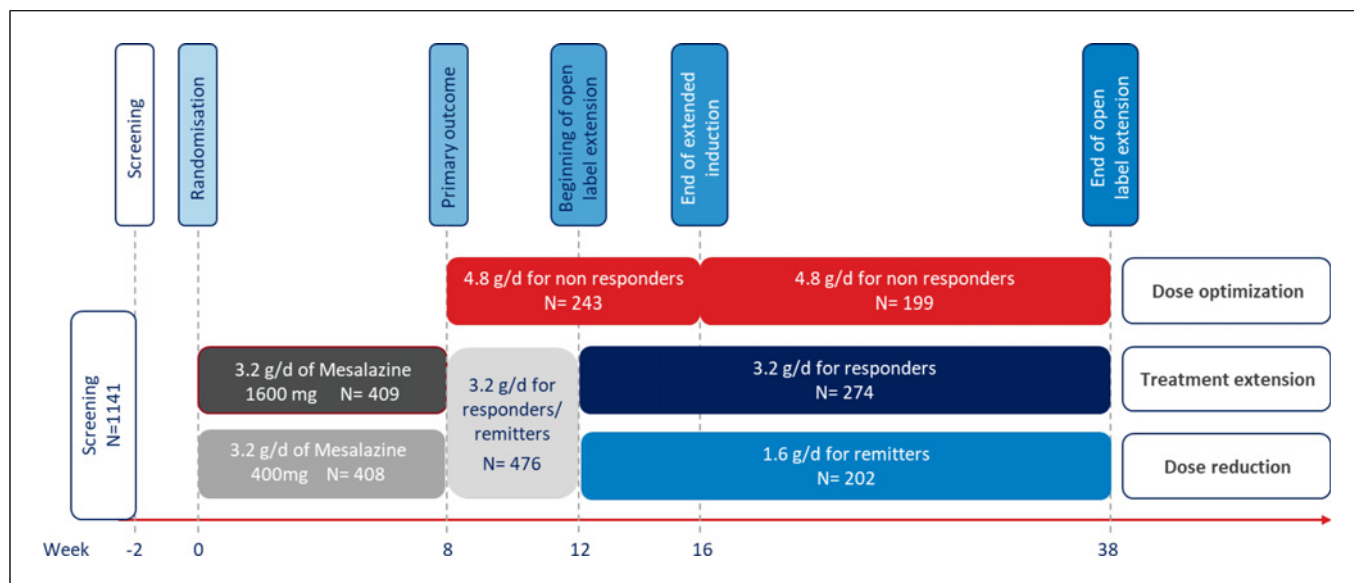 Screening
Randomisation
Primary outcome
Beginning of open
label extension
End of extended
induction
End of open
label extension
4.8 g/d for non responders
N= 243
4.8 g/d for non responders
N= 199
Dose optimization
Screening
N=1141
3.2 g/d of Mesalazine
1600 mg N= 409
3.2 g/d for
responders/
remitters
N= 476
3.2 g/d for responders
N= 274
Treatment extension
3.2 g/d of Mesalazine
400mg N= 408
1.6 g/d for remitters
N= 202
Dose reduction
Week -2 0 8 12 16 38